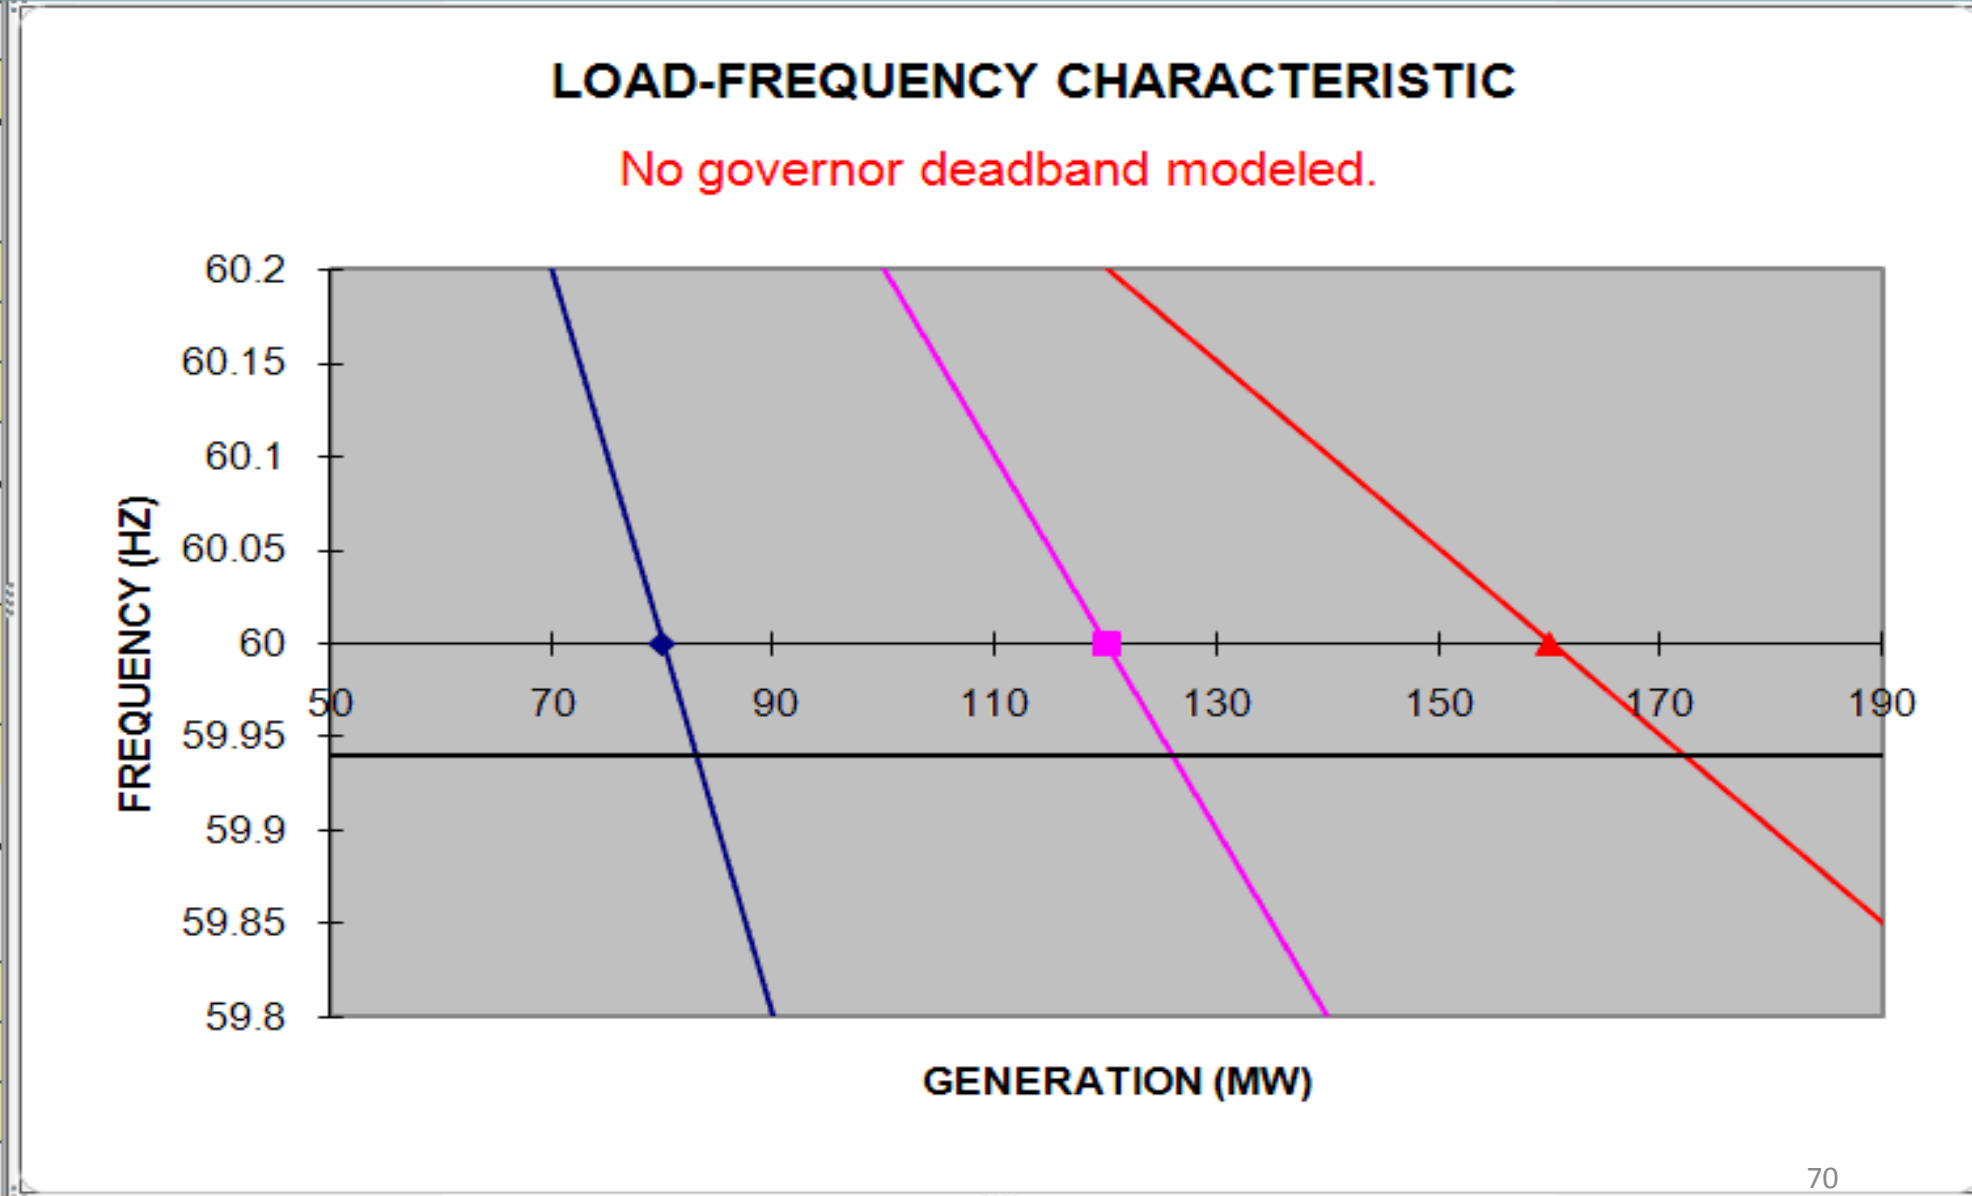 LOAD-FREQUENCY CHARACTERISTIC
No governor deadband modeled.
60.2
60.15
60.1
60.05
60
50 70 90 110 130 150 170 190
59.95
59.9
59.85
59.8
FREQUENCY (HZ)
GENERATION (MW)
70